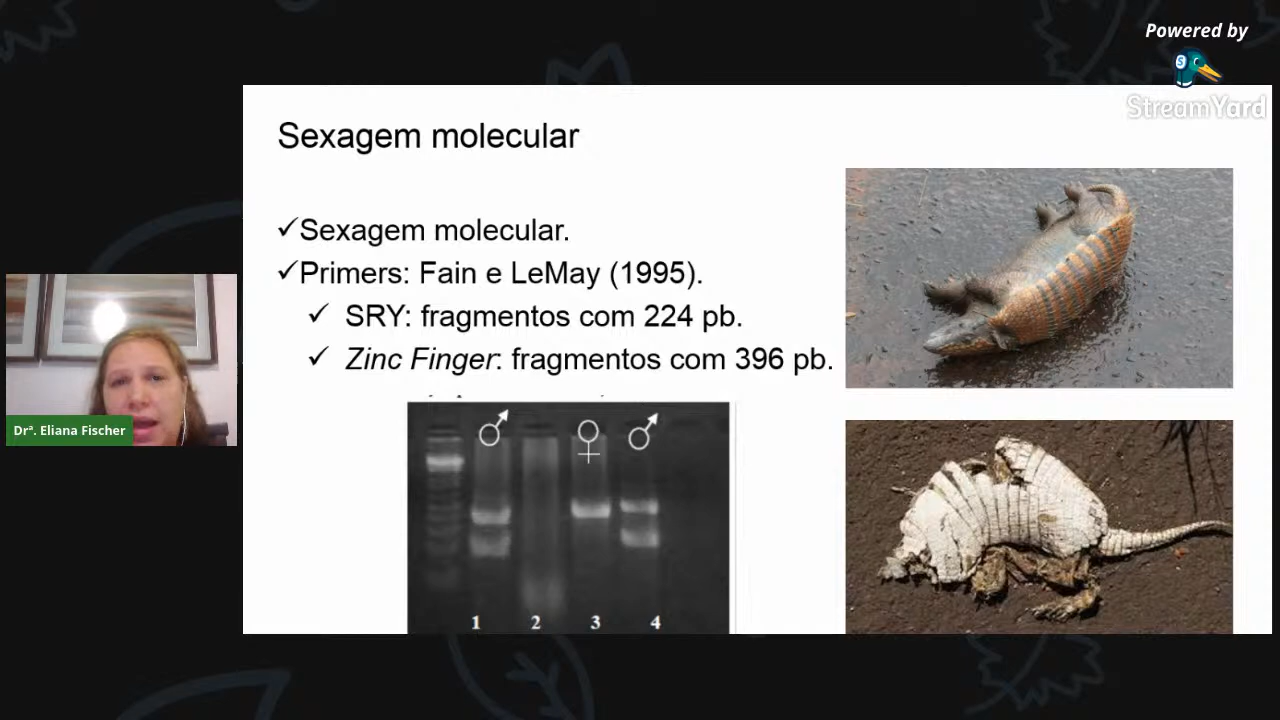 Powered by
StreamYard
Sexagem molecular
✓Sexagem molecular.
✓Primers: Fain e LeMay (1995).
✓ SRY: fragmentos com 224 pb.
✓ Zinc Finger: fragmentos com 396 pb.
Drª. Eliana Fischer
♂ ♀ ♂
1 2 3 4